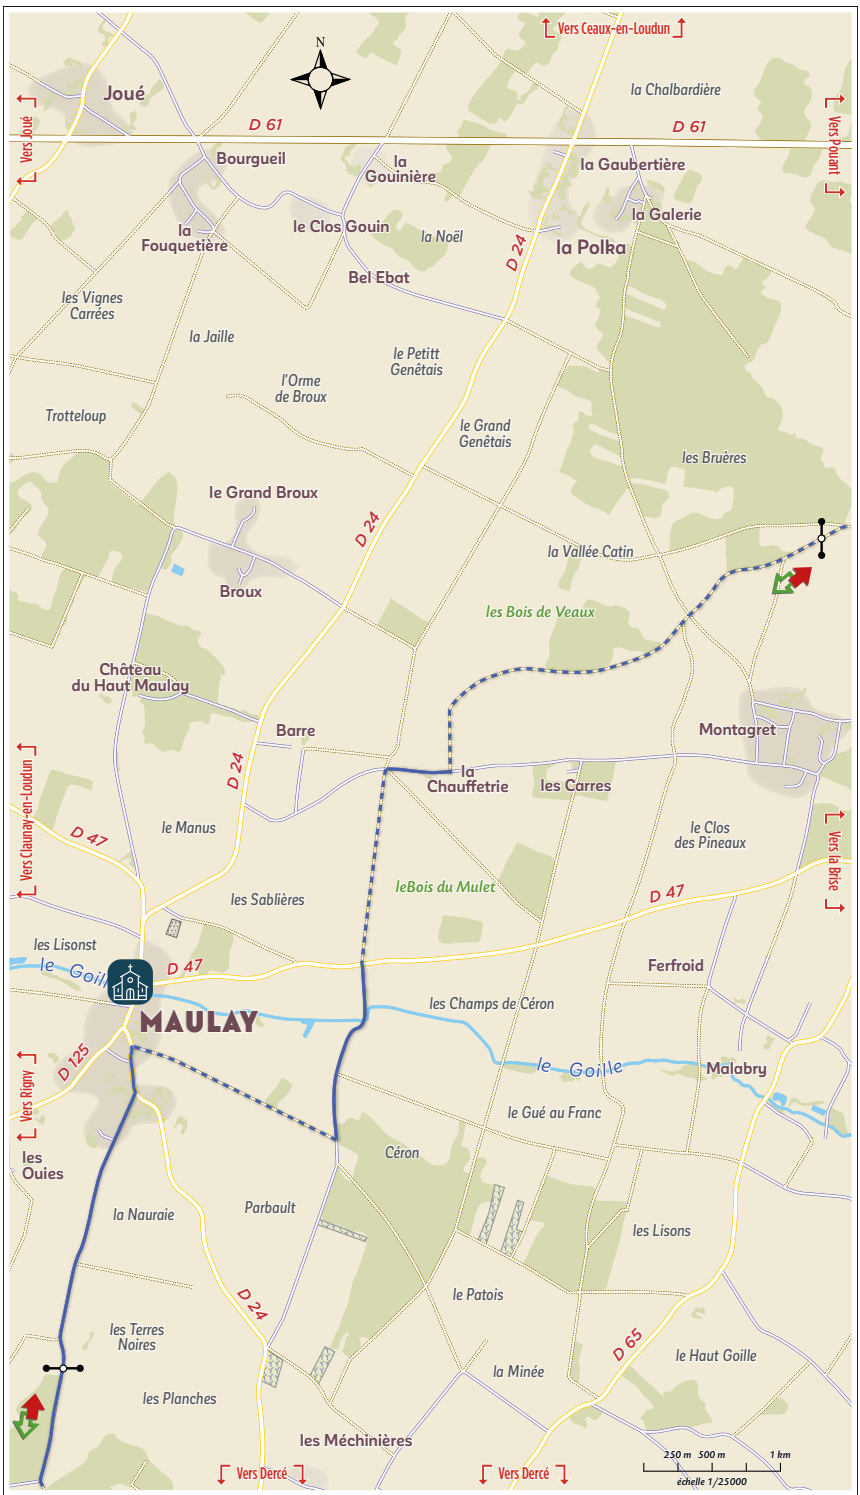 Vers Ceaux-en-Loudun
N
la Chalbardière
Joué
D 61
D 61
Vers Joué
Vers Pouant
Bourgueil
la
Gouinière
la Gaubertière
la Galerie
la
Fouquetière
le Clos Gouin
la Noël
D 24
la Polka
Bel Ebat
les Vignes
Carrées
la Jaille
le Petitt
Genêtais
l'Orme
de Broux
Trotteloup
le Grand
Genêtais
les Bruères
le Grand Broux
D 24
la Vallée Catin
Broux
les Bois de Veaux
Château
du Haut Maulay
Barre
Montagret
D 24
la
Chauffetrie
les Carres
Vers Claunay-en-Loudun
D 47
le Manus
le Clos
des Pineaux
Vers la Brise
leBois du Mulet
les Sablières
D 47
les Lisonst
le Goill
D 47
Ferfroid
les Champs de Céron
MAULAY
D 125
le Goille
Malabry
Vers Rigny
le Gué au Franc
les
Ouies
Céron
la Nauraie
Parbault
les Lisons
D 24
le Patois
les Terres
Noires
D 65
le Haut Goille
la Minée
les Planches
les Méchinières
Vers Dercé
Vers Dercé
250 m 500 m 1 km
échelle 1/25000